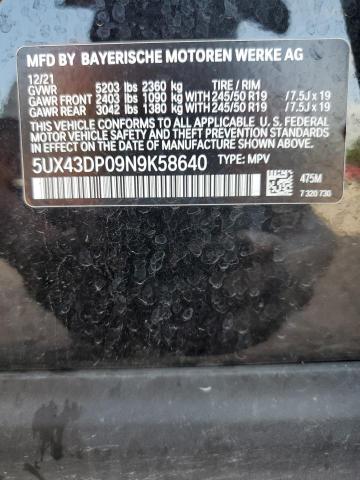 MFD BY BAYERISCHE MOTOREN WERKE AG
12/21
GVWR 5203 lbs 2360 kg TIRE / RIM
GAWR FRONT 2403 lbs 1090 kg WITH 245/50 R19 /7.5J x 19
GAWR REAR 3042 lbs 1380 kg WITH 245/50 R19 /7.5J x 19
THIS VEHICLE CONFORMS TO ALL APPLICABLE U.S. FEDERAL
MOTOR VEHICLE SAFETY AND THEFT PREVENTION STANDARDS
IN EFFECT ON THE DATE OF MANUFACTURE SHOWN ABOVE.
5UX43DP09N9K58640 TYPE: MPV
475M
7 320 730